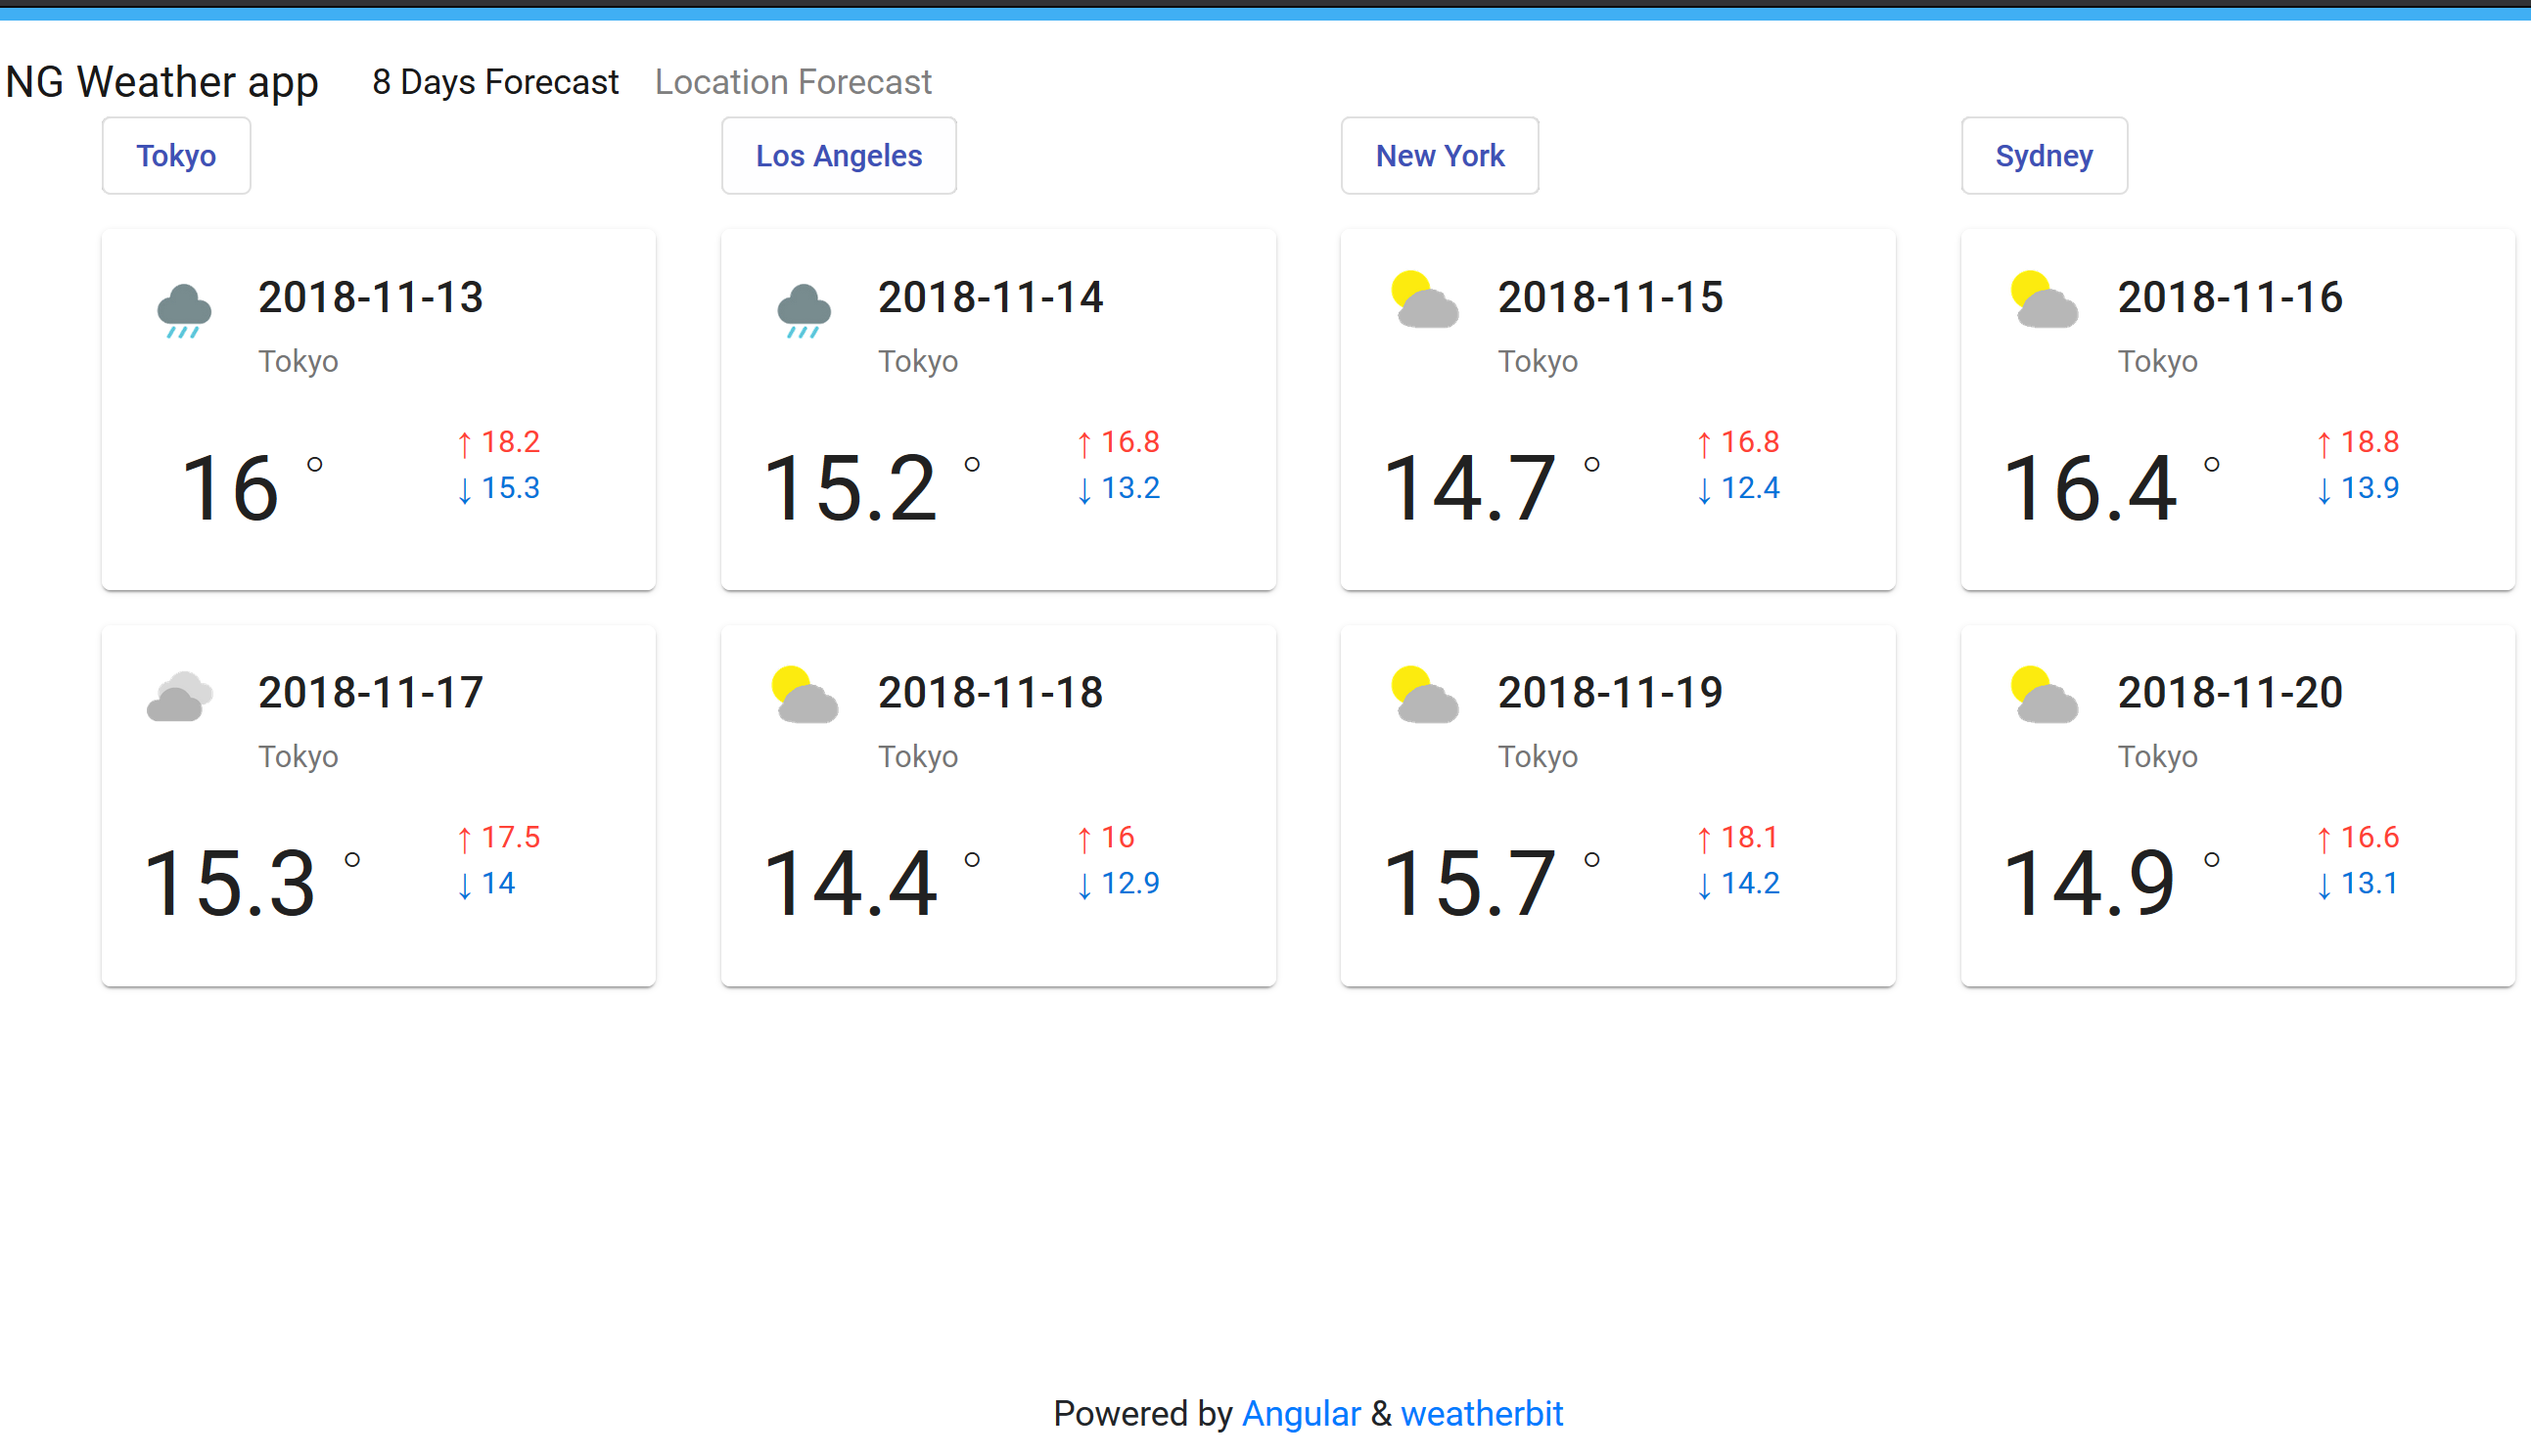 NG Weather app 8 Days Forecast Location Forecast
Tokyo Los Angeles New York Sydney
2018-11-13
Tokyo
16 °
↑ 18.2
↓ 15.3
2018-11-14
Tokyo
15.2 °
↑ 16.8
↓ 13.2
2018-11-15
Tokyo
14.7 °
↑ 16.8
↓ 12.4
2018-11-16
Tokyo
16.4 °
↑ 18.8
↓ 13.9
2018-11-17
Tokyo
15.3 °
↑ 17.5
↓ 14
2018-11-18
Tokyo
14.4 °
↑ 16
↓ 12.9
2018-11-19
Tokyo
15.7 °
↑ 18.1
↓ 14.2
2018-11-20
Tokyo
14.9 °
↑ 16.6
↓ 13.1
Powered by Angular & weatherbit